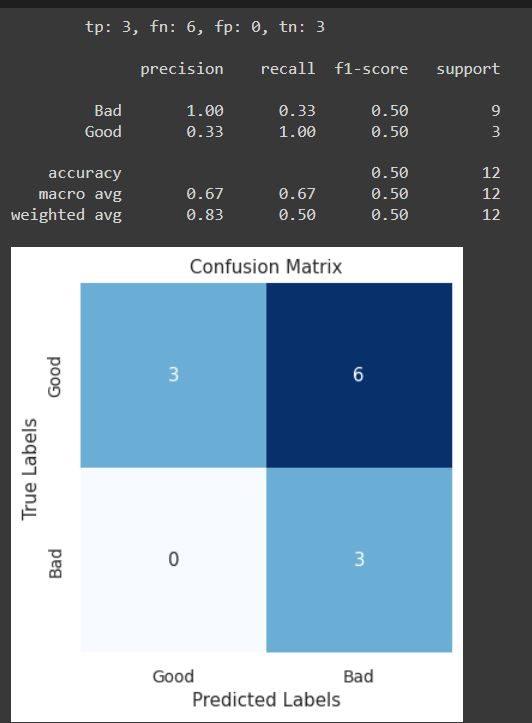 tp: 3, fn: 6, fp: 0, tn: 3
precision recall f1-score support
Bad 1.00 0.33 0.50 9
Good 0.33 1.00 0.50 3
accuracy 0.50 12
macro avg 0.67 0.67 0.50 12
weighted avg 0.83 0.50 0.50 12
Confusion Matrix
True Labels
Good
3 6
Bad
0 3
Good Bad
Predicted Labels